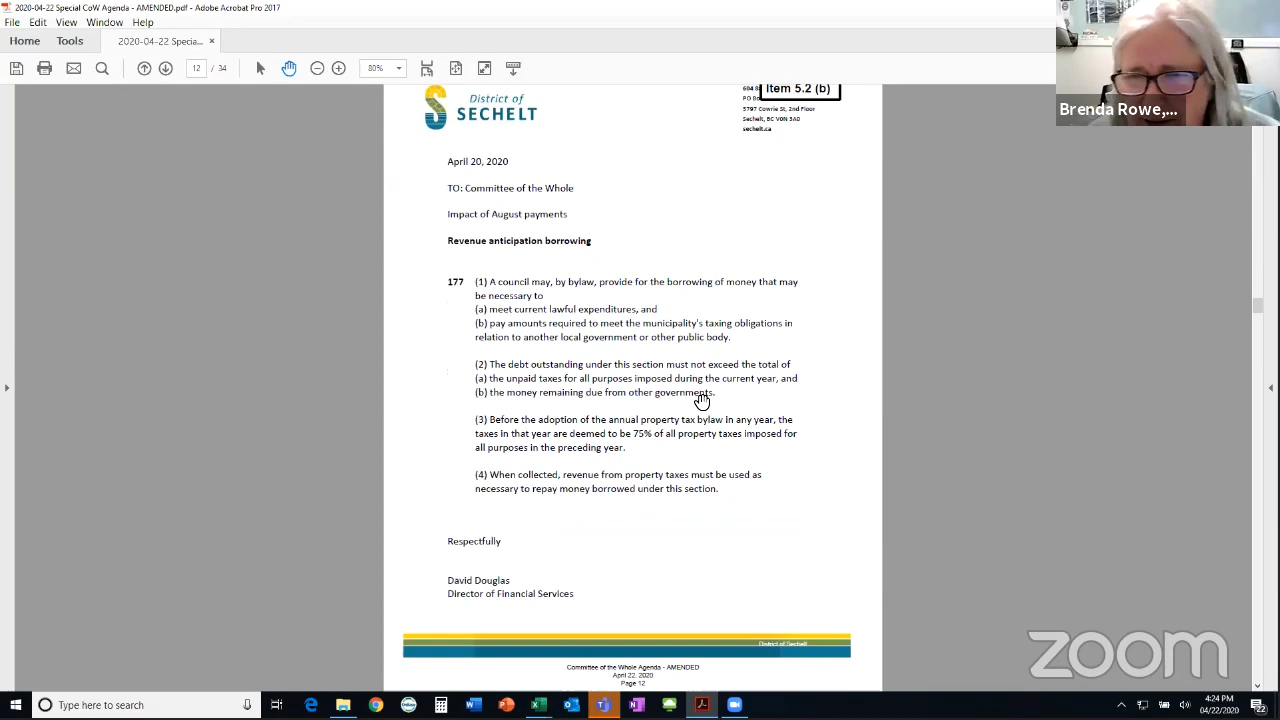 2020-04-22 Special CoW Agenda - AMENDED.pdf - Adobe Acrobat Pro 2017
File Edit View Window Help
Home Tools 2020-04-22 Specia... ×
12 / 34 80%
Brenda Rowe,...
District of
SECHELT
Item 5.2 (b)
5797 Cowrie St, 2nd Floor
Sechelt, BC V0N 3A0
sechelt.ca
April 20, 2020
TO: Committee of the Whole
Impact of August payments
Revenue anticipation borrowing
177 (1) A council may, by bylaw, provide for the borrowing of money that may
be necessary to
(a) meet current lawful expenditures, and
(b) pay amounts required to meet the municipality's taxing obligations in
relation to another local government or other public body.
(2) The debt outstanding under this section must not exceed the total of
(a) the unpaid taxes for all purposes imposed during the current year, and
(b) the money remaining due from other governments.
(3) Before the adoption of the annual property tax bylaw in any year, the
taxes in that year are deemed to be 75% of all property taxes imposed for
all purposes in the preceding year.
(4) When collected, revenue from property taxes must be used as
necessary to repay money borrowed under this section.
Respectfully
David Douglas
Director of Financial Services
District of Sechelt
Committee of the Whole Agenda - AMENDED
April 22, 2020
Page 12
zoom
Type here to search
4:24 PM
04/22/2020